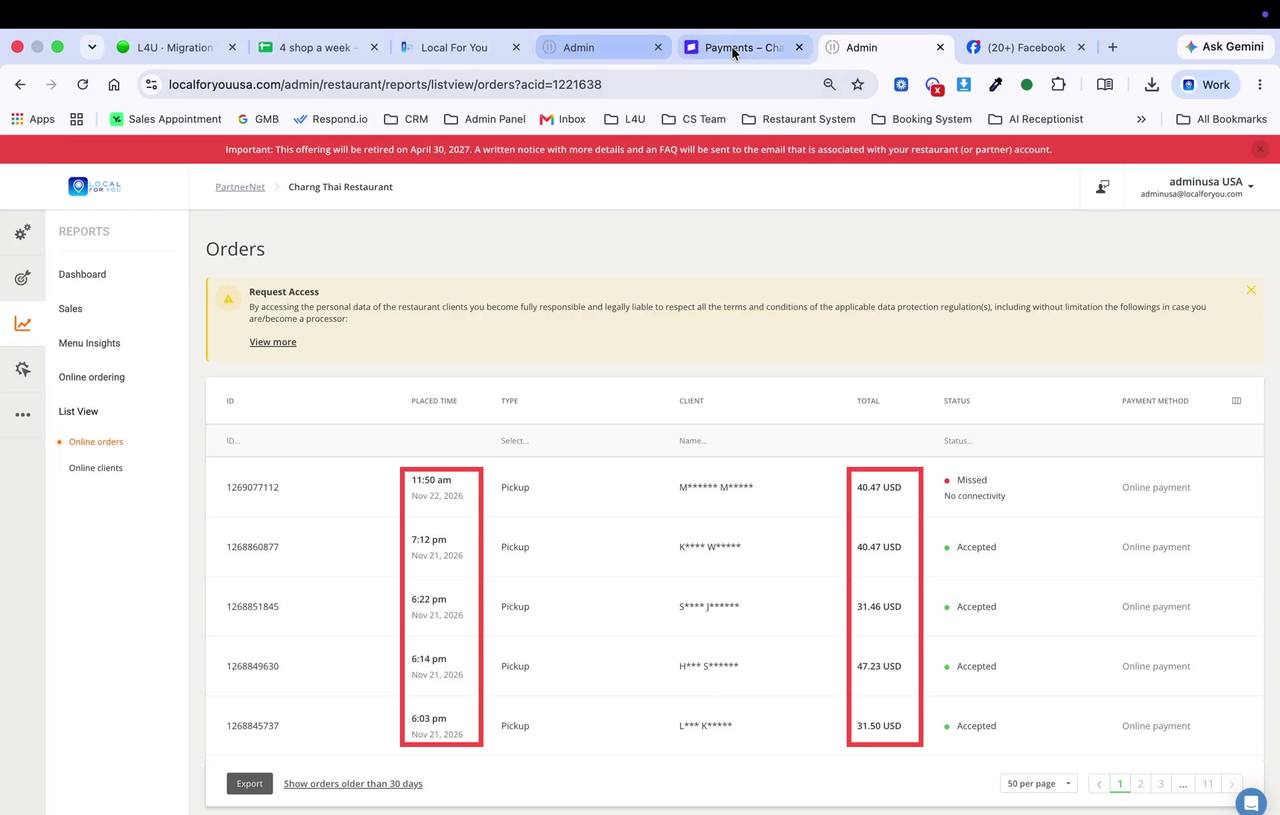 L4U · Migration
4 shop a week -
Local For You
Admin
Payments – Cha
Admin
(20+) Facebook
Ask Gemini
localforyouusa.com/admin/restaurant/reports/listview/orders?acid=1221638
Work
Apps
Sales Appointment
GMB
Respond.io
CRM
Admin Panel
Inbox
L4U
CS Team
Restaurant System
Booking System
AI Receptionist
All Bookmarks
Important: This offering will be retired on April 30, 2027. A written notice with more details and an FAQ will be sent to the email that is associated with your restaurant (or partner) account.
LOCAL
FOR YOU
PartnerNet
Charng Thai Restaurant
adminusa USA
adminusa@localforyou.com
REPORTS
Dashboard
Sales
Menu Insights
Online ordering
List View
Online orders
Online clients
Orders
Request Access
By accessing the personal data of the restaurant clients you become fully responsible and legally liable to respect all the terms and conditions of the applicable data protection regulation(s), including without limitation the followings in case you
are/become a processor:
View more
ID PLACED TIME TYPE CLIENT TOTAL STATUS PAYMENT METHOD
ID... Select... Name... Status...
1269077112 11:50 am Nov 22, 2026 Pickup M****** M***** 40.47 USD Missed No connectivity Online payment
1268860877 7:12 pm Nov 21, 2026 Pickup K**** W***** 40.47 USD Accepted Online payment
1268851845 6:22 pm Nov 21, 2026 Pickup S**** J****** 31.46 USD Accepted Online payment
1268849630 6:14 pm Nov 21, 2026 Pickup H*** S****** 47.23 USD Accepted Online payment
1268845737 6:03 pm Nov 21, 2026 Pickup L*** K***** 31.50 USD Accepted Online payment
Export
Show orders older than 30 days
50 per page
1 2 3 ... 11